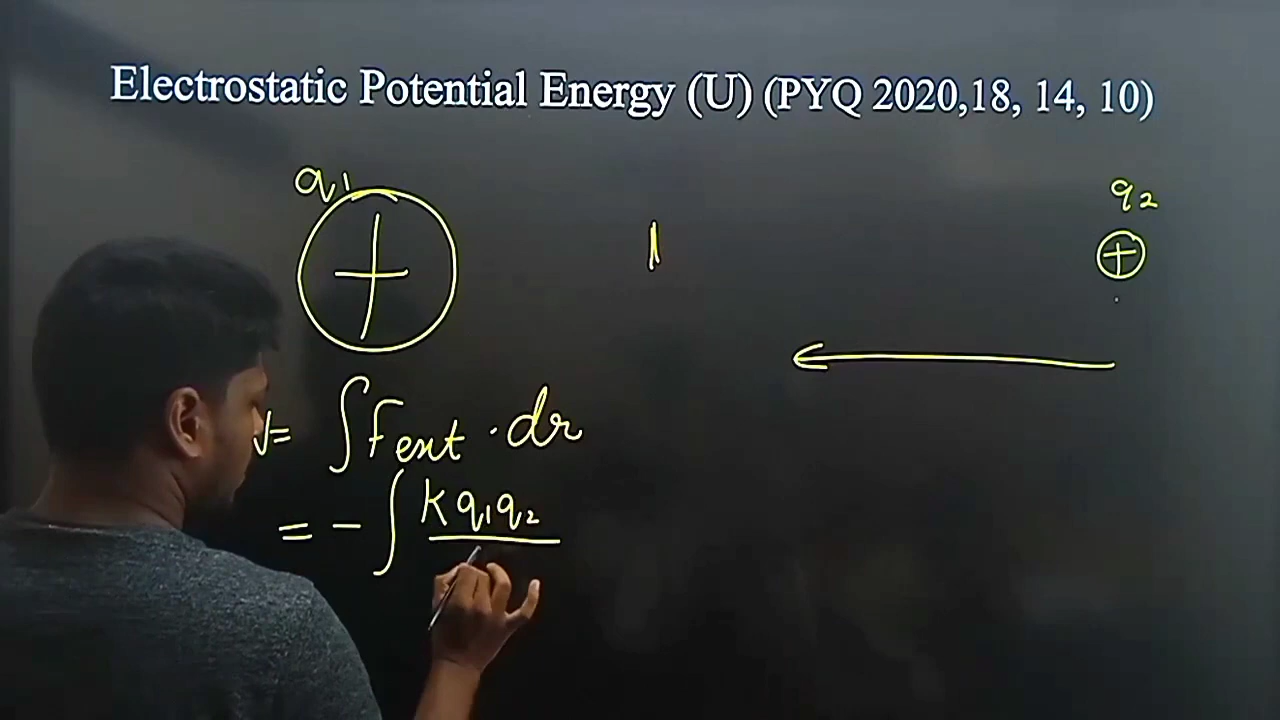 Electrostatic Potential Energy (U) (PYQ 2020,18, 14, 10)
q1
q2
= ∫Fext · dr
= - ∫ Kq1q2